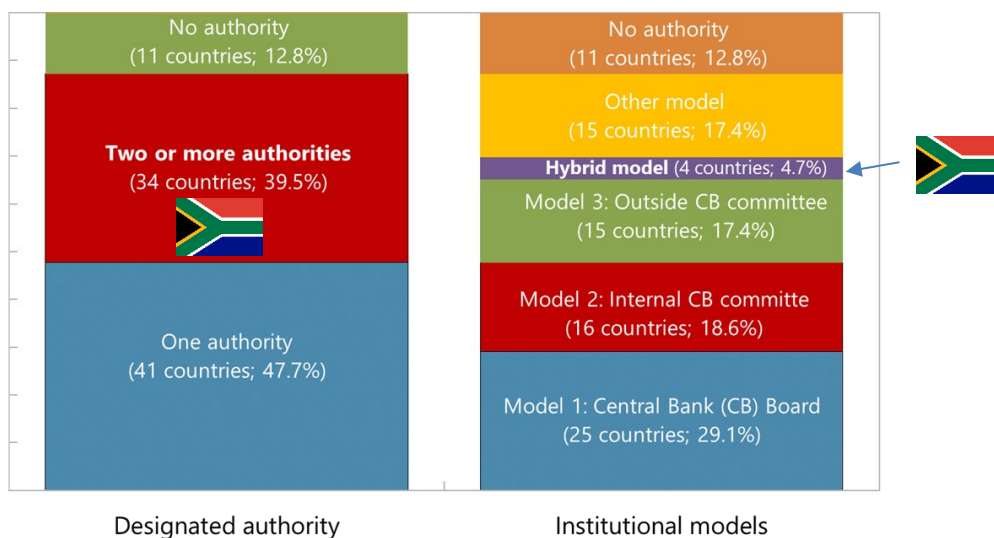 No authority
(11 countries; 12.8%)
Two or more authorities
(34 countries; 39.5%)
One authority
(41 countries; 47.7%)
Designated authority
No authority
(11 countries; 12.8%)
Other model
(15 countries; 17.4%)
Hybrid model (4 countries; 4.7%)
Model 3: Outside CB committee
(15 countries; 17.4%)
Model 2: Internal CB committe
(16 countries; 18.6%)
Model 1: Central Bank (CB) Board
(25 countries; 29.1%)
Institutional models